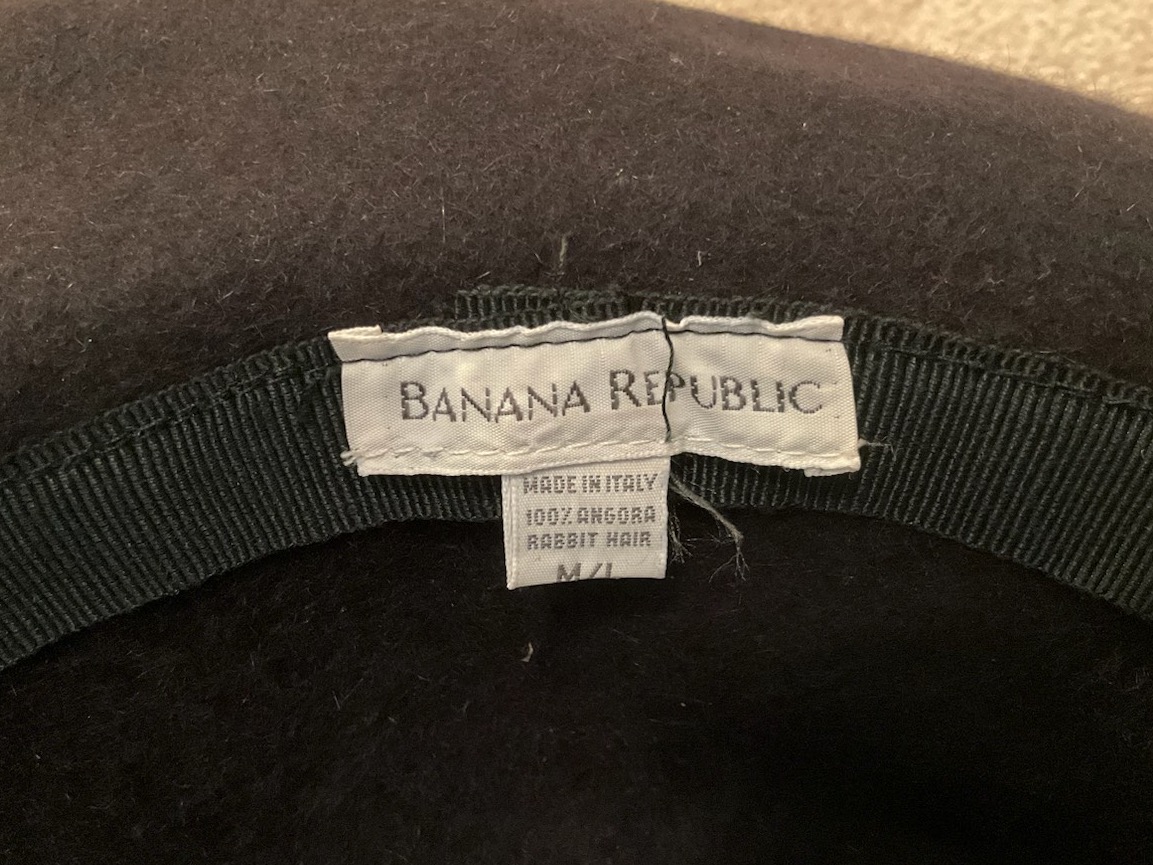 BANANA REPUBLIC
MADE IN ITALY
100% ANGORA
RABBIT HAIR
M/L